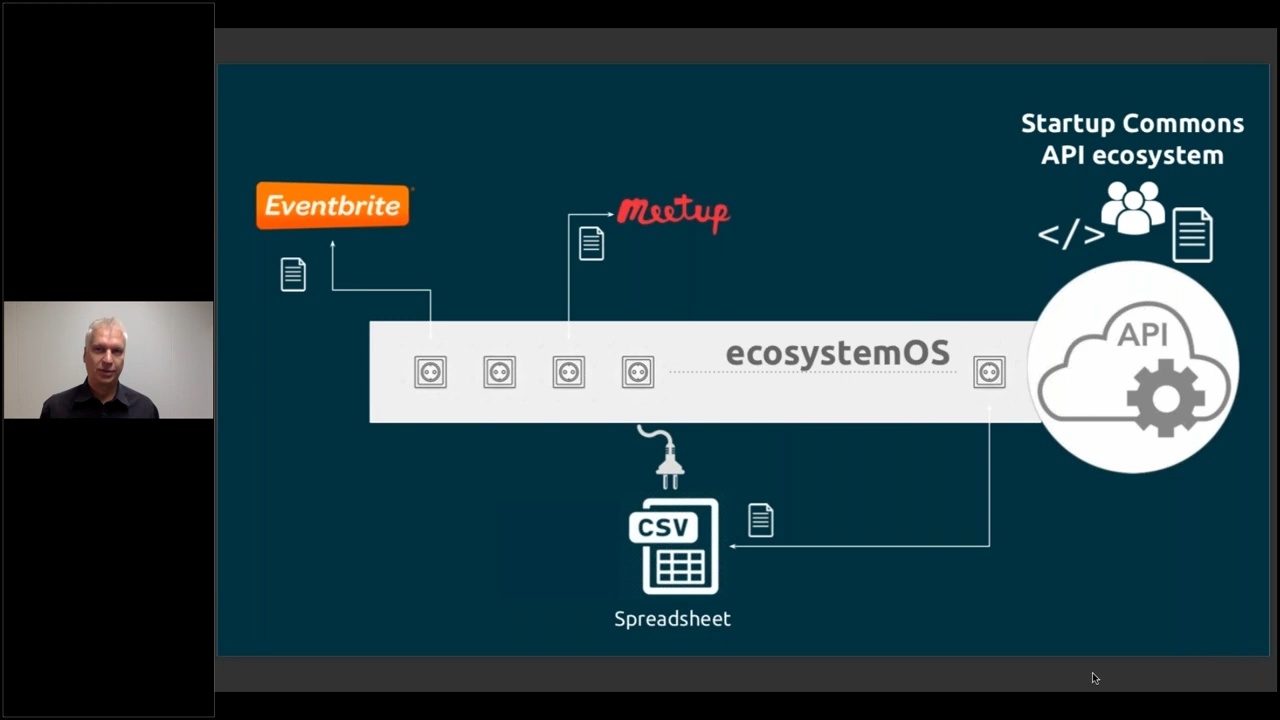 Startup Commons
API ecosystem
Eventbrite
meetup
</>
ecosystemOS
API
CSV
Spreadsheet